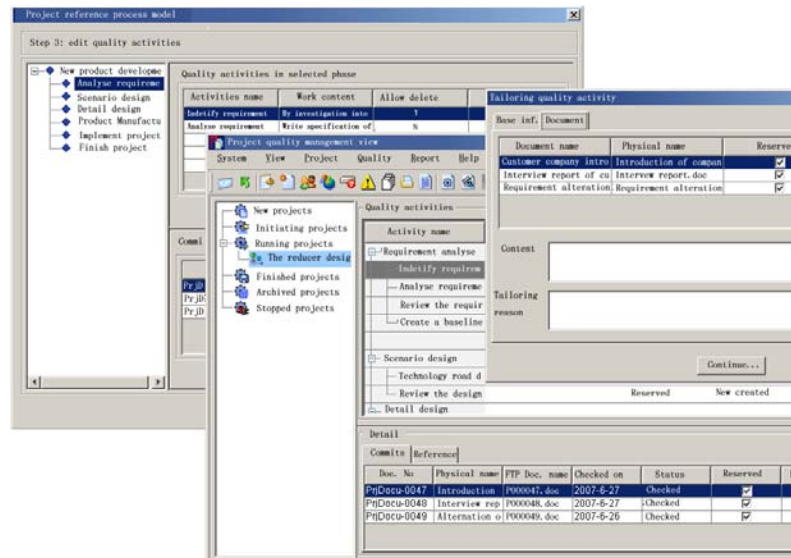 Project reference process model
Step 3: edit quality activities
New product developme
Analyse requireme
Scenario design
Detail design
Product Manufactu
Implement project
Finish project
Quality activities in selected phase
Activities name Work content Allow delete
Indetify requirement By investigation into Y
Analyse requirement Write specification of N
Commi
PrjD
PrjD
PrjD
Project quality management view
System View Project Quality Report Help
New projects
Initiating projects
Running projects
The reducer desig
Finished projects
Archived projects
Stopped projects
Quality activities
Activity name
Requirement analyse
Indetify requirem
Analyse requireme
Review the requir
Create a baseline
Scenario design
Technology road d
Review the design
Detail design
Reserved New created
Detail
Commits Reference
Doc. No Physical name FTP Doc. name Checked on Status Reserved
PrjDocu-0047 Introduction P000047.doc 2007-6-27 Checked
PrjDocu-0048 Interview rep P000048.doc 2007-6-27 Checked
PrjDocu-0049 Alternation o P000049.doc 2007-6-26 Checked
Tailoring quality activity
Base inf. Document
Document name Physical name Reserve
Customer company intro Introduction of compan
Interview report of cu Intervew report.doc
Requirement alteration Requirement alteration
Content
Tailoring
reason
Continue...